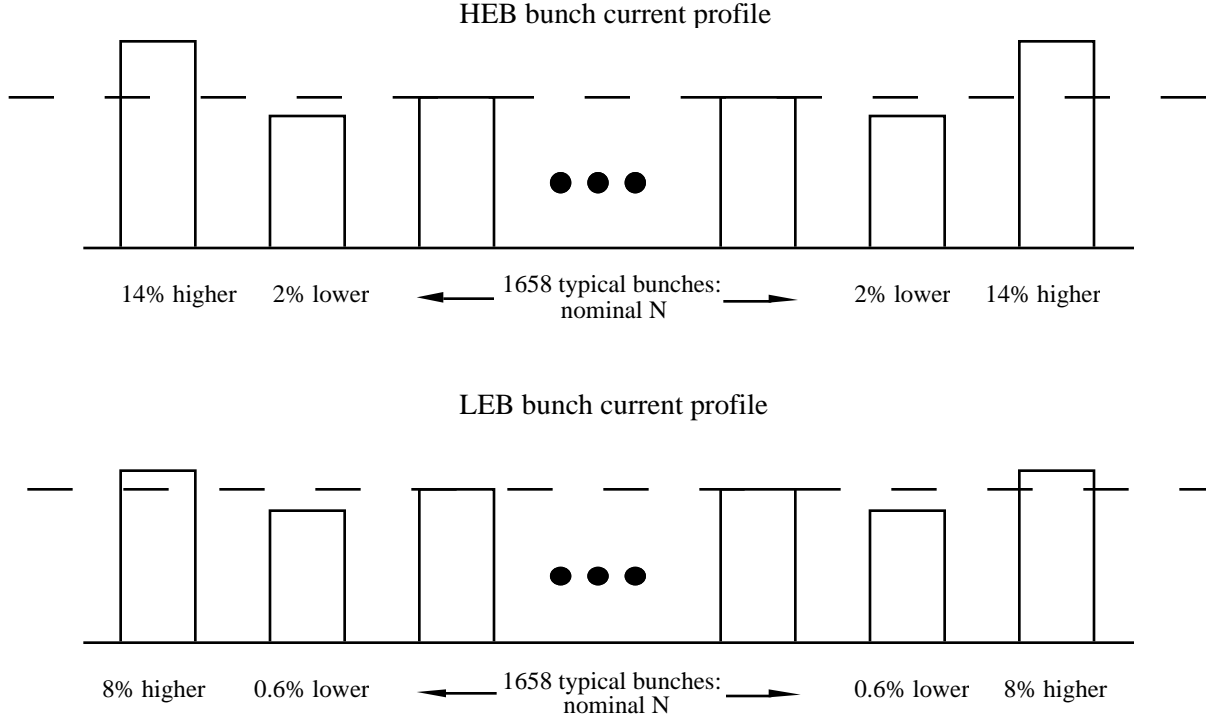 HEB bunch current profile
14% higher 2% lower 1658 typical bunches: 2% lower 14% higher
nominal N
LEB bunch current profile
8% higher 0.6% lower 1658 typical bunches: 0.6% lower 8% higher
nominal N